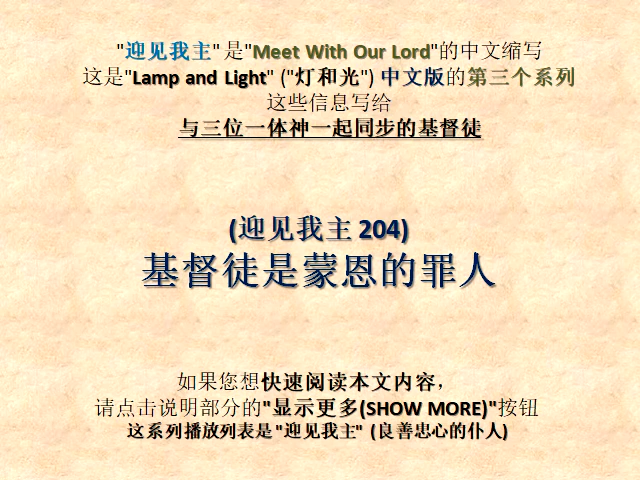 "迎见我主" 是"Meet With Our Lord"的中文缩写
这是"Lamp and Light" ("灯和光") 中文版的第三个系列
这些信息写给
与三位一体神一起同步的基督徒
(迎见我主 204)
基督徒是蒙恩的罪人
如果您想快速阅读本文内容，
请点击说明部分的"显示更多(SHOW MORE)"按钮
这系列播放列表是 "迎见我主" (良善忠心的仆人)